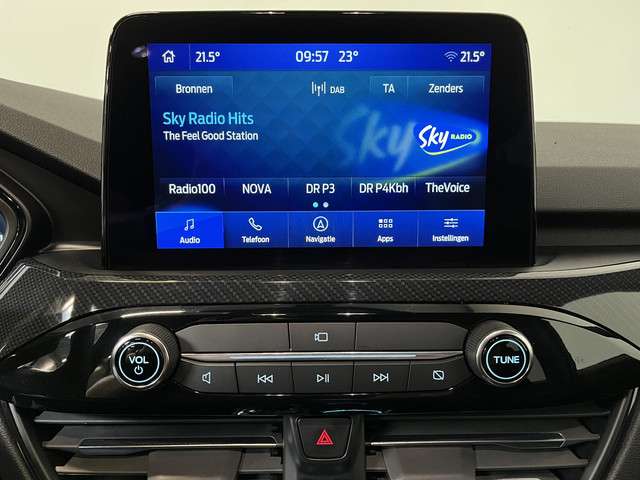 21.5° 09:57 23° 21.5°
Bronnen DAB TA Zenders
Sky Radio Hits
The Feel Good Station
Sky
Sky RADIO
Radio100 NOVA DR P3 DR P4Kbh TheVoice
Audio Telefoon Navigatie Apps Instellingen
VOL TUNE